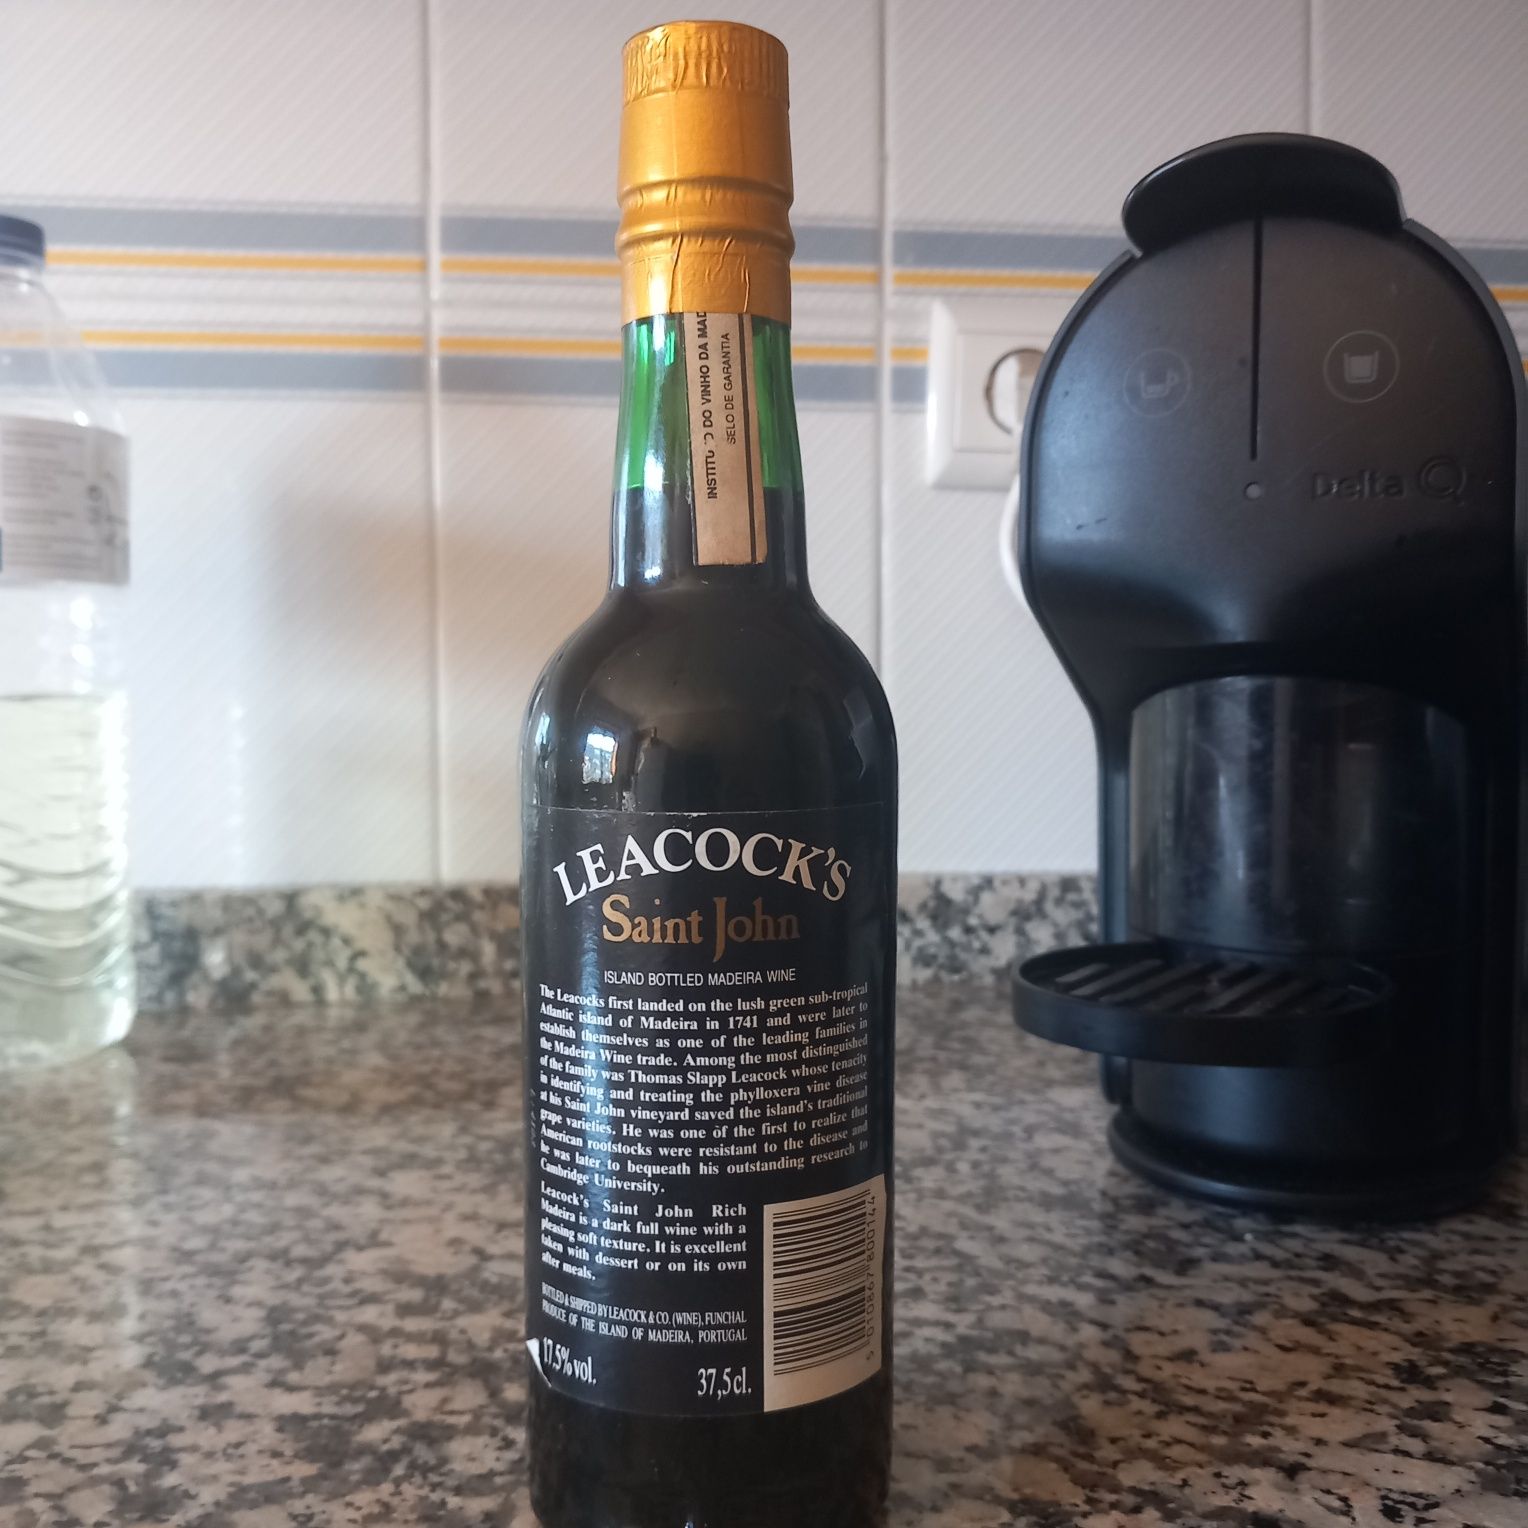 INSTITU O DO VINHO DA MAD
SELO DE GARANTIA
Delta Q
LEACOCK'S
Saint John
ISLAND BOTTLED MADEIRA WINE
The Leacocks first landed on the lush green sub-tropical
Atlantic island of Madeira in 1741 and were later to
establish themselves as one of the leading families in
the Madeira Wine trade. Among the most distinguished
of the family was Thomas Slapp Leacock whose tenacity
in identifying and treating the phylloxera vine disease
at his Saint John vineyard saved the island's traditional
grape varieties. He was one of the first to realize that
American rootstocks were resistant to the disease and
he was later to bequeath his outstanding research to
Cambridge University.
Leacock's Saint John Rich
Madeira is a dark full wine with a
pleasing soft texture. It is excellent
taken with dessert or on its own
after meals.
BOTTLED & SHIPPED BY LEACOCK & CO. (WINE), FUNCHAL
PRODUCE OF THE ISLAND OF MADEIRA, PORTUGAL
17.5% vol.
37,5 cl.
5 010867 800144